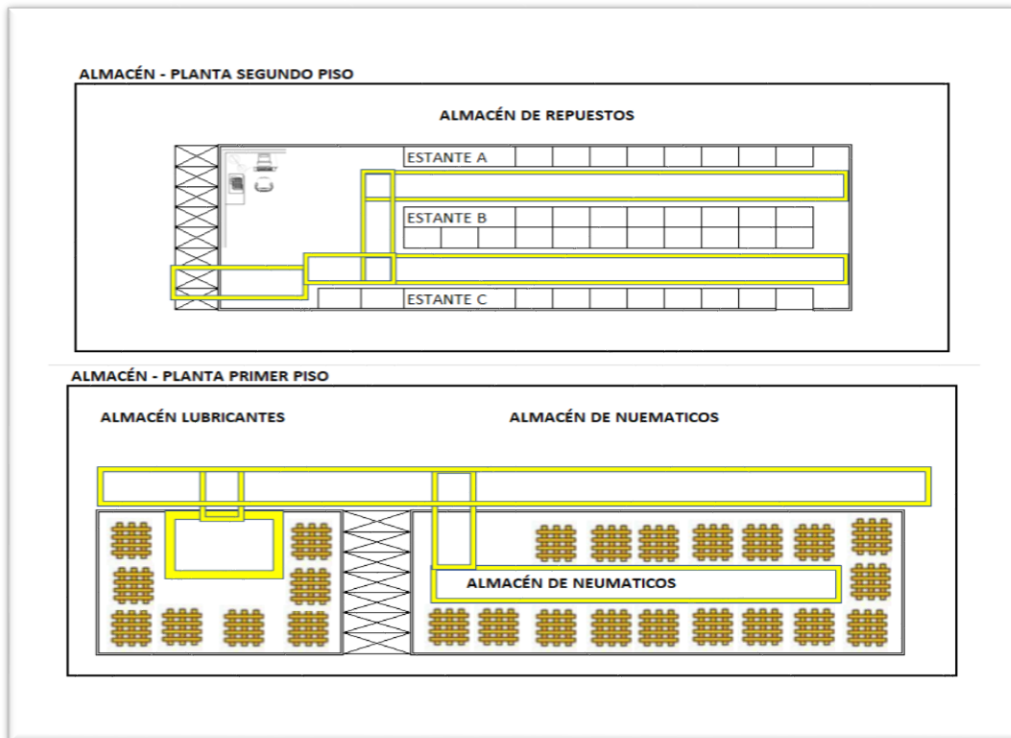 ALMACÉN - PLANTA SEGUNDO PISO
ALMACÉN DE REPUESTOS
ESTANTE A
ESTANTE B
ESTANTE C
ALMACÉN - PLANTA PRIMER PISO
ALMACÉN LUBRICANTES
ALMACÉN DE NUEMATICOS
ALMACÉN DE NEUMATICOS